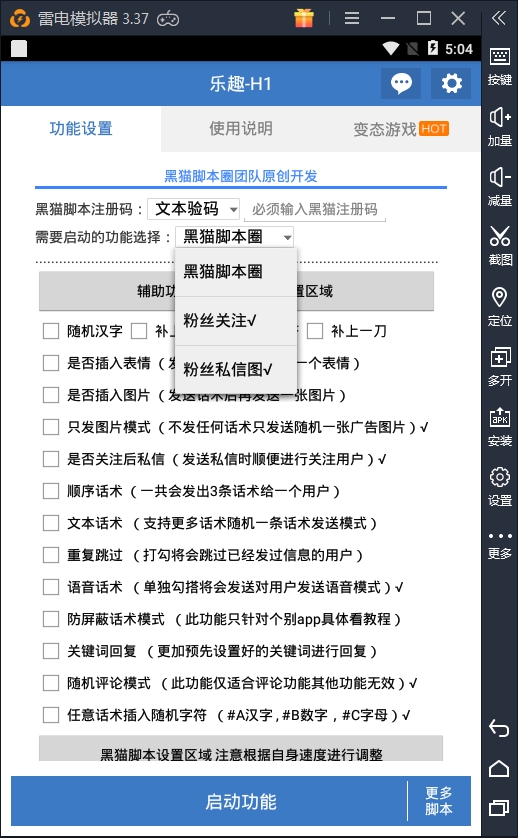 雷电模拟器 3.37
5:04
乐趣-H1
功能设置
使用说明
变态游戏 HOT
黑猫脚本圈团队原创开发
黑猫脚本注册码： 文本验码 必须输入黑猫注册码
需要启动的功能选择： 黑猫脚本圈
黑猫脚本圈
粉丝关注√
粉丝私信图√
辅助功 置区域
随机汉字 补上 补上一刀
是否插入表情（发 一个表情）
是否插入图片（发送话术后再发送一张图片）
只发图片模式（不发任何话术只发送随机一张广告图片）√
是否关注后私信（发送私信时顺便进行关注用户）√
顺序话术（一共会发出3条话术给一个用户）
文本话术（支持更多话术随机一条话术发送模式）
重复跳过（打勾将会跳过已经发过信息的用户）
语音话术（单独勾搭将会发送对用户发送语音模式）√
防屏蔽话术模式（此功能只针对个别app具体看教程）
关键词回复（更加预先设置好的关键词进行回复）
随机评论模式（此功能仅适合评论功能其他功能无效）√
任意话术插入随机字符（#A汉字,#B数字，#C字母）√
黑猫脚本设置区域 注意根据自身速度进行调整
启动功能
更多
脚本
按键
加量
减量
截图
定位
多开
APK
安装
设置
更多